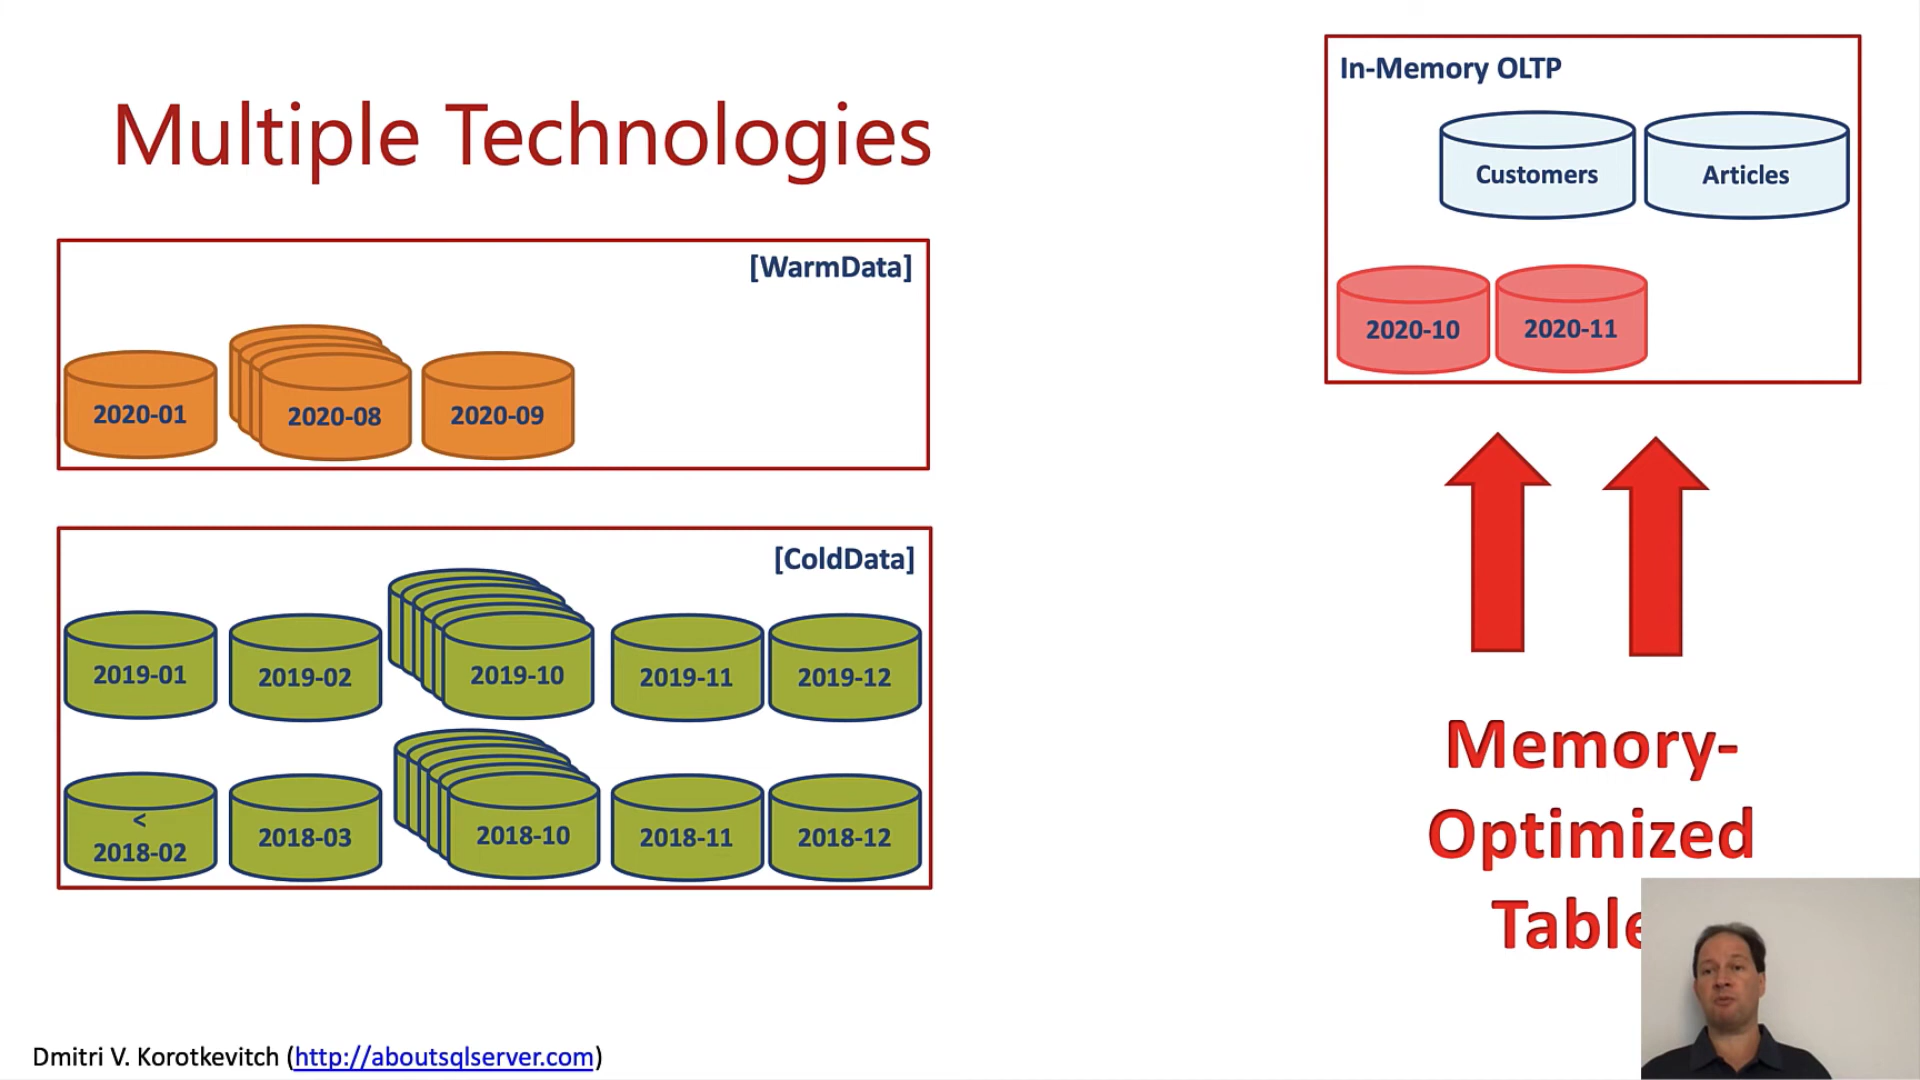 Multiple Technologies
In-Memory OLTP
Customers
Articles
2020-10
2020-11
[WarmData]
2020-01
2020-08
2020-09
[ColdData]
2019-01
2019-02
2019-10
2019-11
2019-12
<
2018-02
2018-03
2018-10
2018-11
2018-12
Memory-
Optimized
Dmitri V. Korotkevitch (http://aboutsqlserver.com)